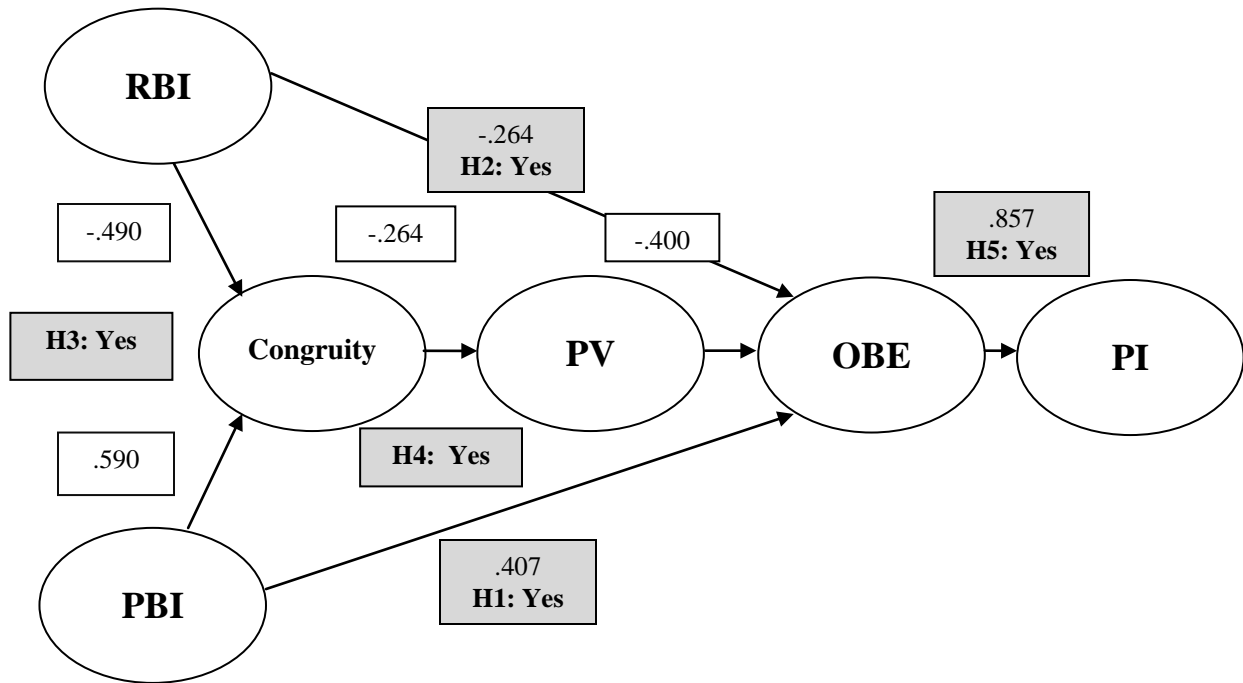 RBI
-.264
H2: Yes
-.490
-.264
-.400
.857
H5: Yes
H3: Yes
Congruity
PV
OBE
PI
.590
H4: Yes
PBI
.407
H1: Yes